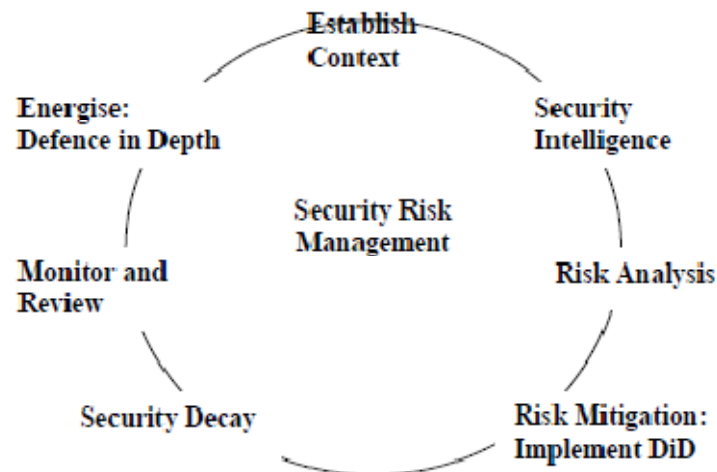 Establish
Context
Security
Intelligence
Risk Analysis
Risk Mitigation:
Implement DiD
Security Decay
Monitor and
Review
Energise:
Defence in Depth
Security Risk
Management